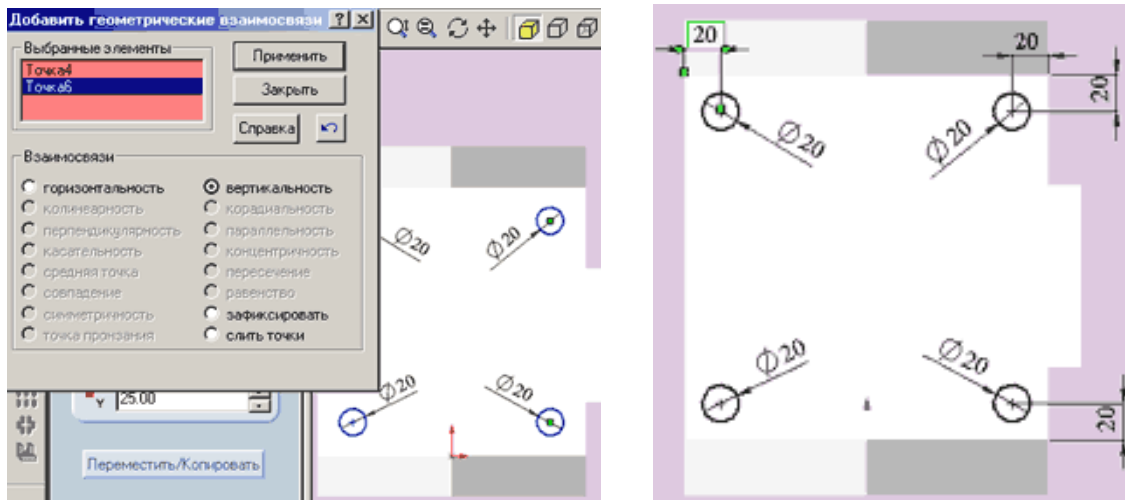 Добавить геометрические взаимосвязи
Выбранные элементы
Точка4
Точка6
Применить
Закрыть
Справка
Взаимосвязи
горизонтальность
вертикальность
колинеарность
корадиальность
перпендикулярность
параллельность
касательность
концентричность
средняя точка
пересечение
совпадение
равенство
симметричность
зафиксировать
точка пронзания
слить точки
Y 25.00
Переместить/Копировать
Ø20
Ø20
Ø20
Ø20
20
20
20
Ø20
Ø20
Ø20
Ø20
20